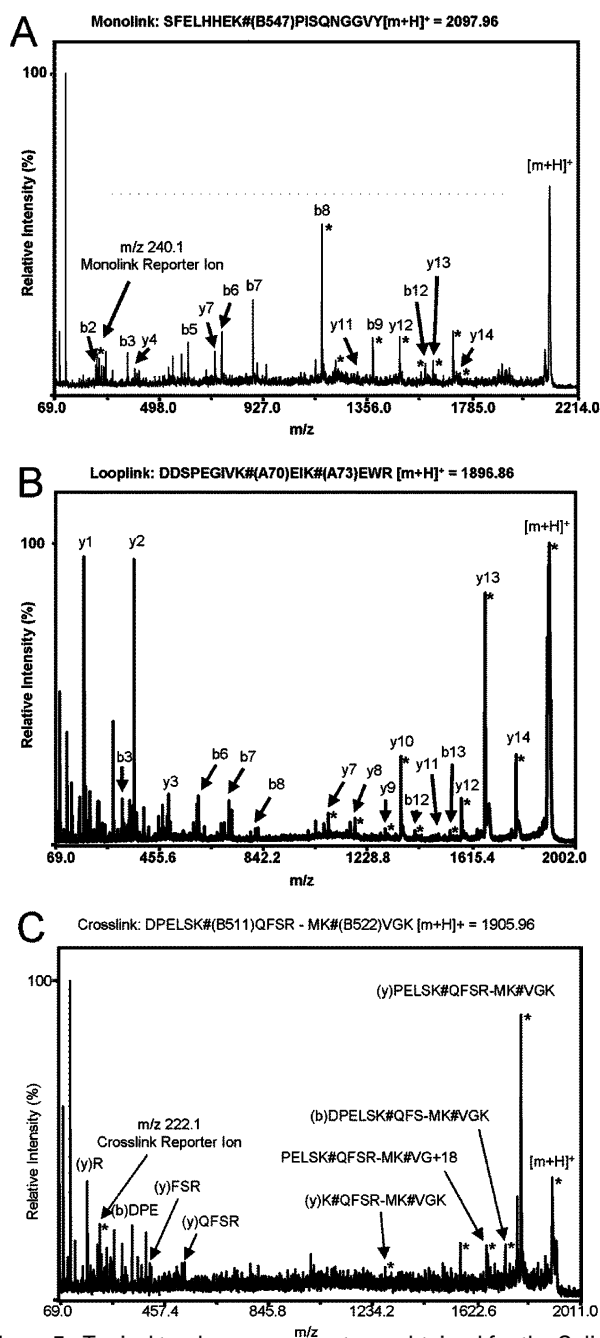 A
Monolink: SFELHHEK#(B547)PISQNGGVY[m+H]+ = 2097.96
100
Relative Intensity (%)
[m+H]+
b8
*
m/z 240.1
Monolink Reporter Ion
y13
b12
b7
b6
y7
b2
*
b3
y4
b5
y11
*
b9
*
y12
*
*
*
*
y14
*
69.0
498.0
927.0
1356.0
1785.0
2214.0
m/z
B
Looplink: DDSPEGIVK#(A70)EIK#(A73)EWR [m+H]+ = 1896.86
100
Relative Intensity (%)
y1
y2
[m+H]+
*
y13
*
b3
y3
b6
b7
b8
y7
*
y8
*
y9
*
y10
*
b12
*
y11
b13
*
y12
*
y14
*
69.0
455.6
842.2
1228.8
1615.4
2002.0
m/z
C
Crosslink: DPELSK#(B511)QFSR - MK#(B522)VGK [m+H]+ = 1905.96
100
Relative Intensity (%)
(y)PELSK#QFSR-MK#VGK
*
(b)DPELSK#QFS-MK#VGK
m/z 222.1
Crosslink Reporter Ion
PELSK#QFSR-MK#VG+18
[m+H]+
*
(y)R
*
(b)DPE
(y)FSR
(y)QFSR
(y)K#QFSR-MK#VGK
*
*
*
*
69.0
457.4
845.8
1234.2
1622.6
2011.0
m/z